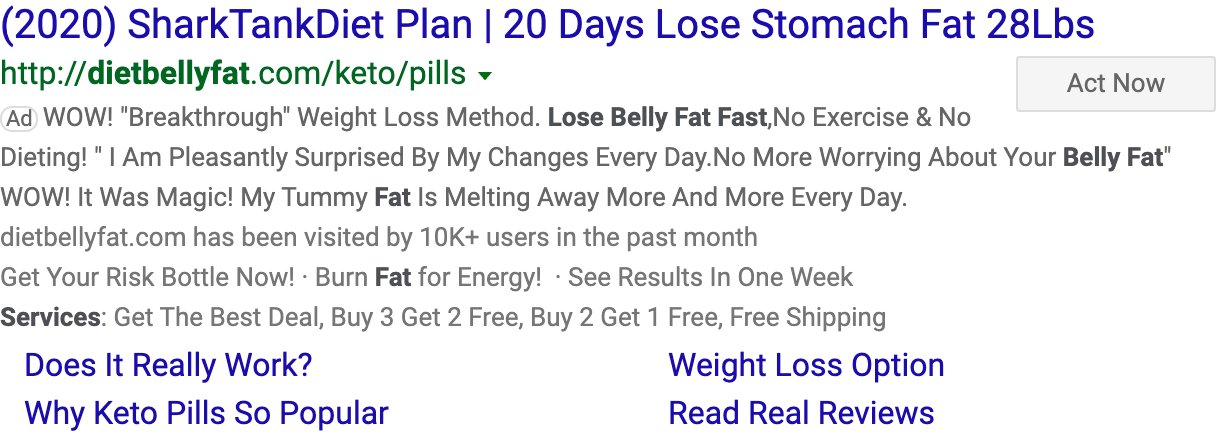 (2020) SharkTankDiet Plan | 20 Days Lose Stomach Fat 28Lbs
http://dietbellyfat.com/keto/pills
Act Now
Ad WOW! "Breakthrough" Weight Loss Method. Lose Belly Fat Fast,No Exercise & No
Dieting! " I Am Pleasantly Surprised By My Changes Every Day.No More Worrying About Your Belly Fat"
WOW! It Was Magic! My Tummy Fat Is Melting Away More And More Every Day.
dietbellyfat.com has been visited by 10K+ users in the past month
Get Your Risk Bottle Now! · Burn Fat for Energy! · See Results In One Week
Services: Get The Best Deal, Buy 3 Get 2 Free, Buy 2 Get 1 Free, Free Shipping
Does It Really Work?
Weight Loss Option
Why Keto Pills So Popular
Read Real Reviews